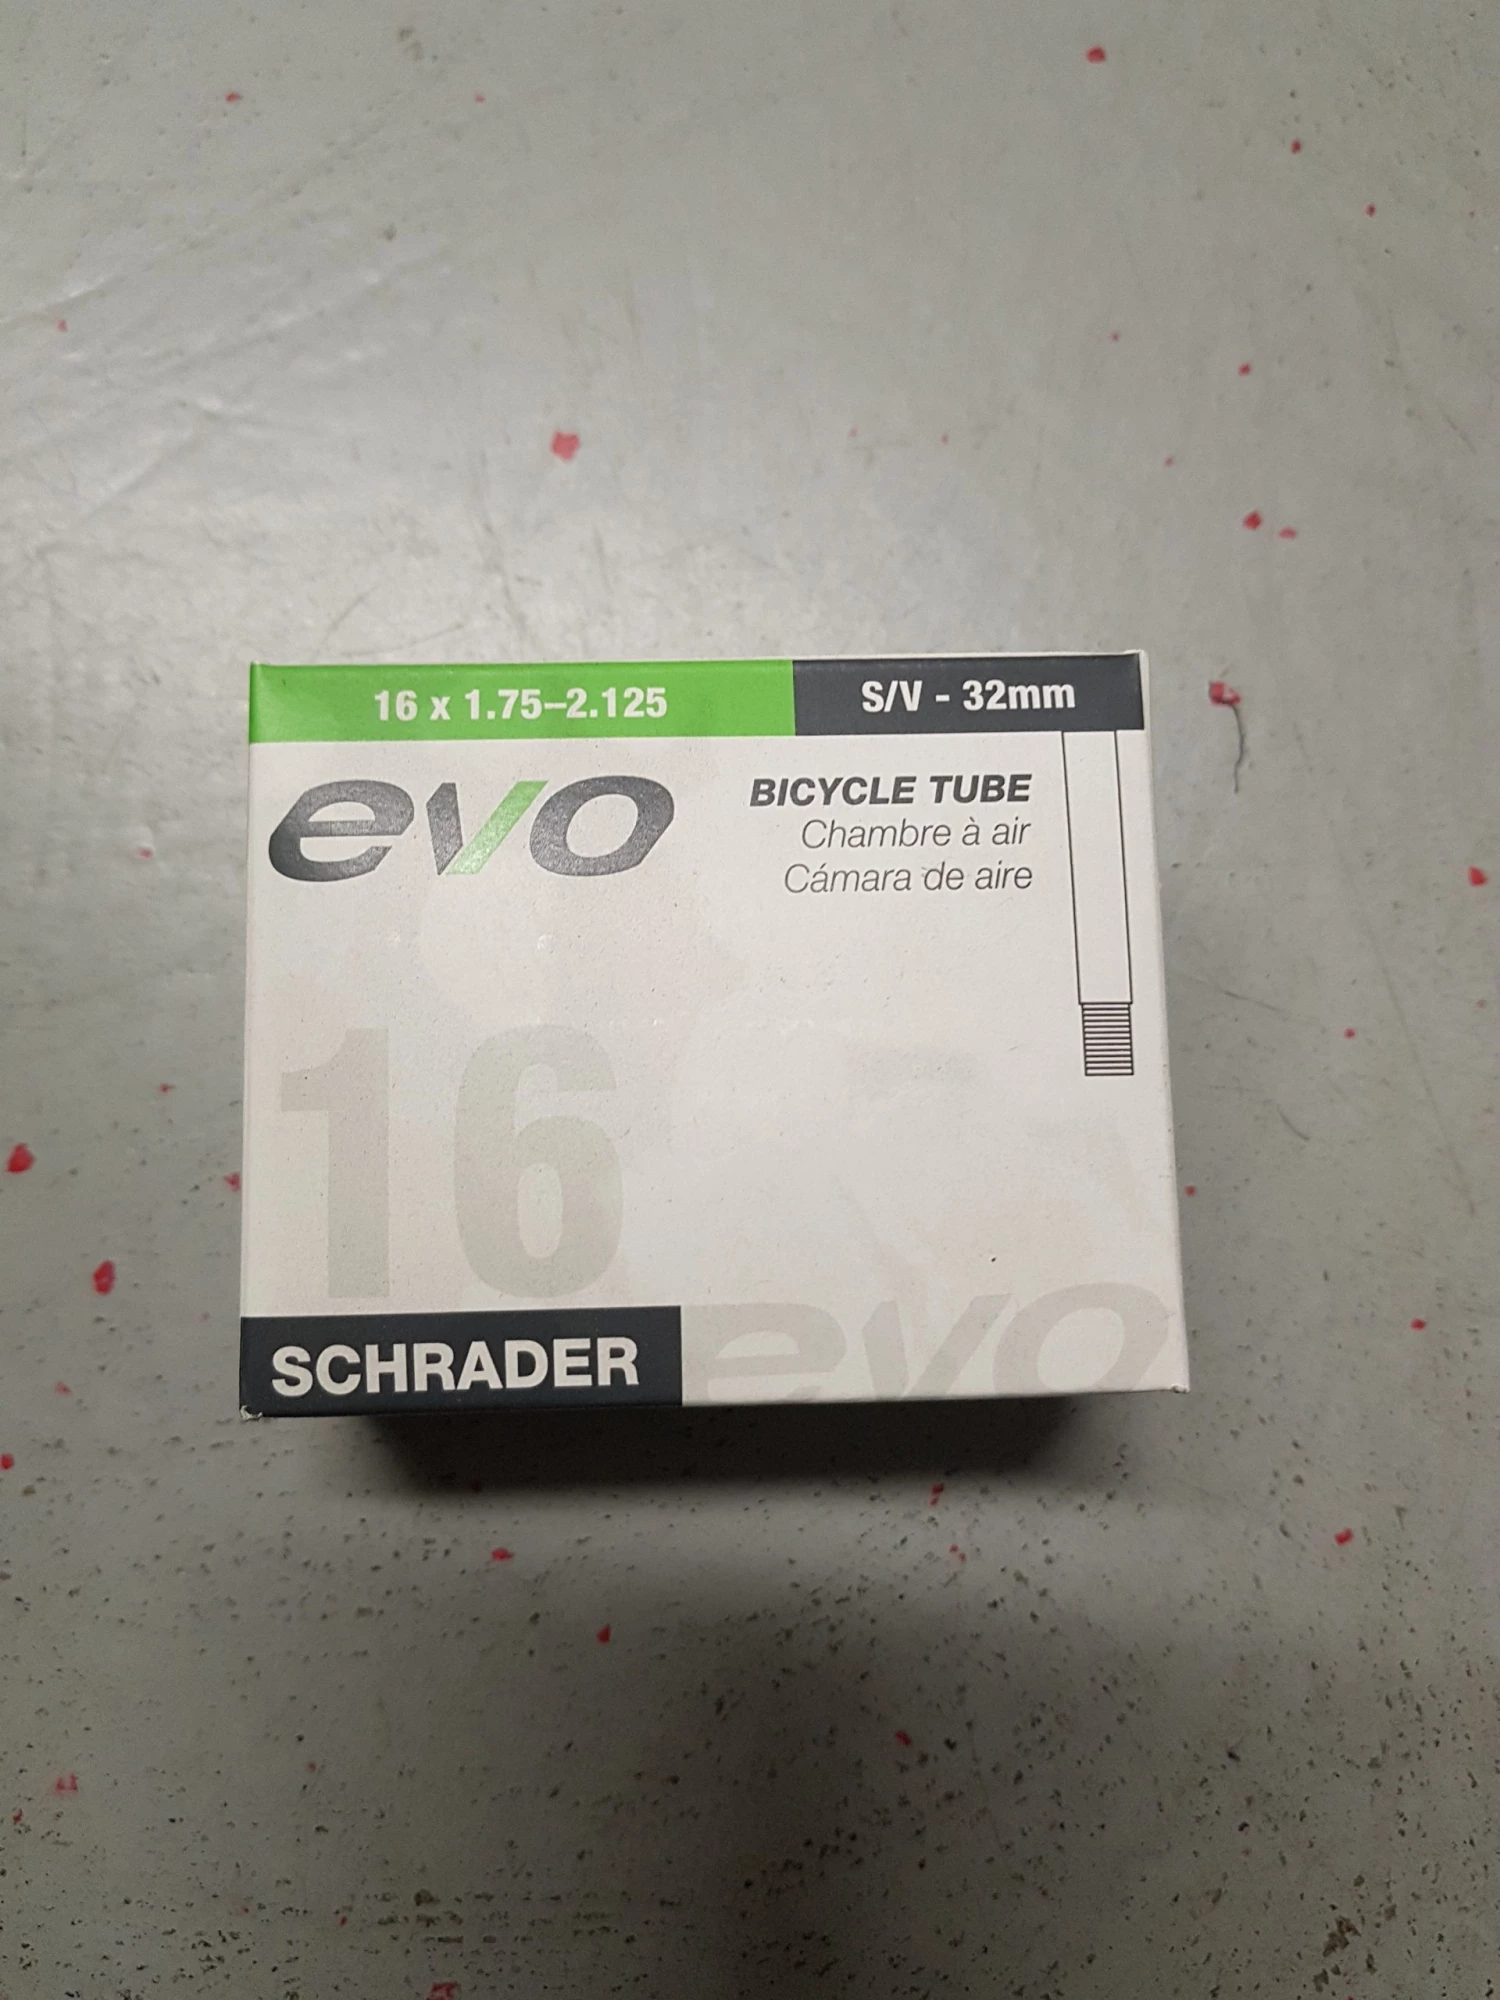 16 x 1.75–2.125
S/V - 32mm
evo
BICYCLE TUBE
Chambre à air
Cámara de aire
16
SCHRADER
evo